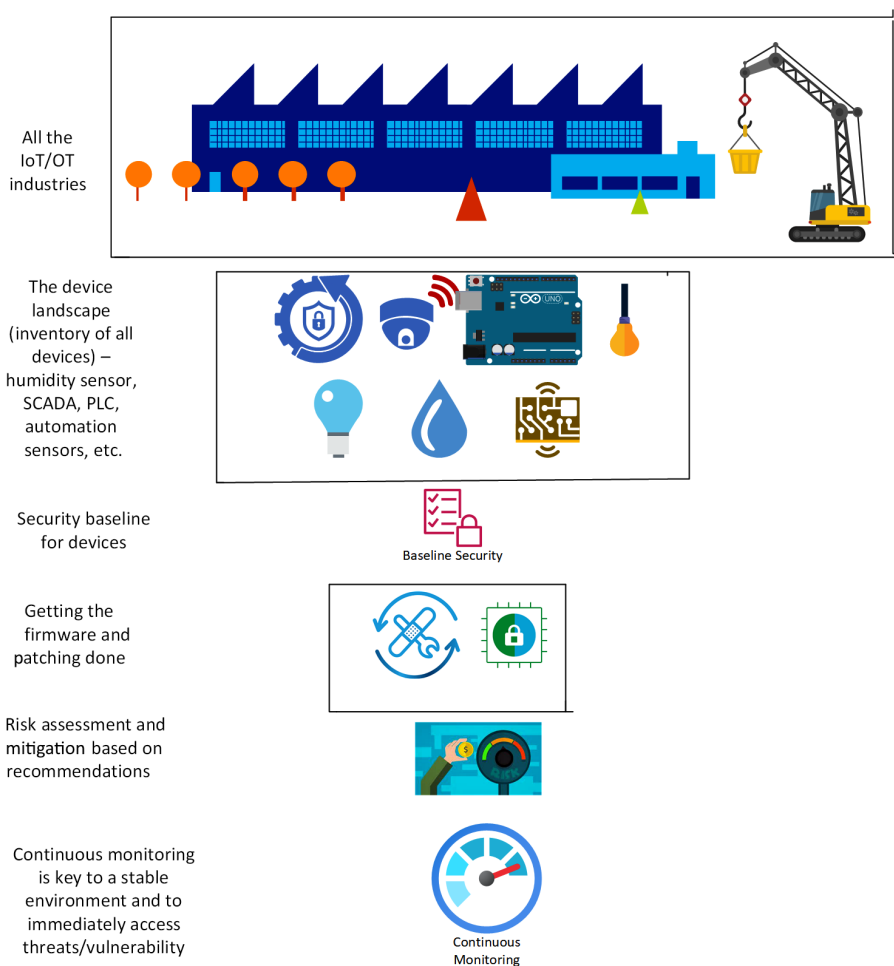 All the
IoT/OT
industries
The device
landscape
(inventory of all
devices) –
humidity sensor,
SCADA, PLC,
automation
sensors, etc.
UNO
Security baseline
for devices
Baseline Security
Getting the
firmware and
patching done
Risk assessment and
mitigation based on
recommendations
$
RISK
Continuous monitoring
is key to a stable
environment and to
immediately access
threats/vulnerability
Continuous
Monitoring